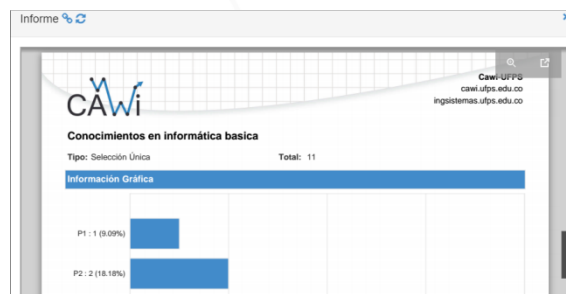 Informe
CAWi
Cawi-UFPS
cawi.ufps.edu.co
ingsistemas.ufps.edu.co
Conocimientos en informática basica
Tipo: Selección Única Total: 11
Información Gráfica
P1 : 1 (9.09%)
P2 : 2 (18.18%)